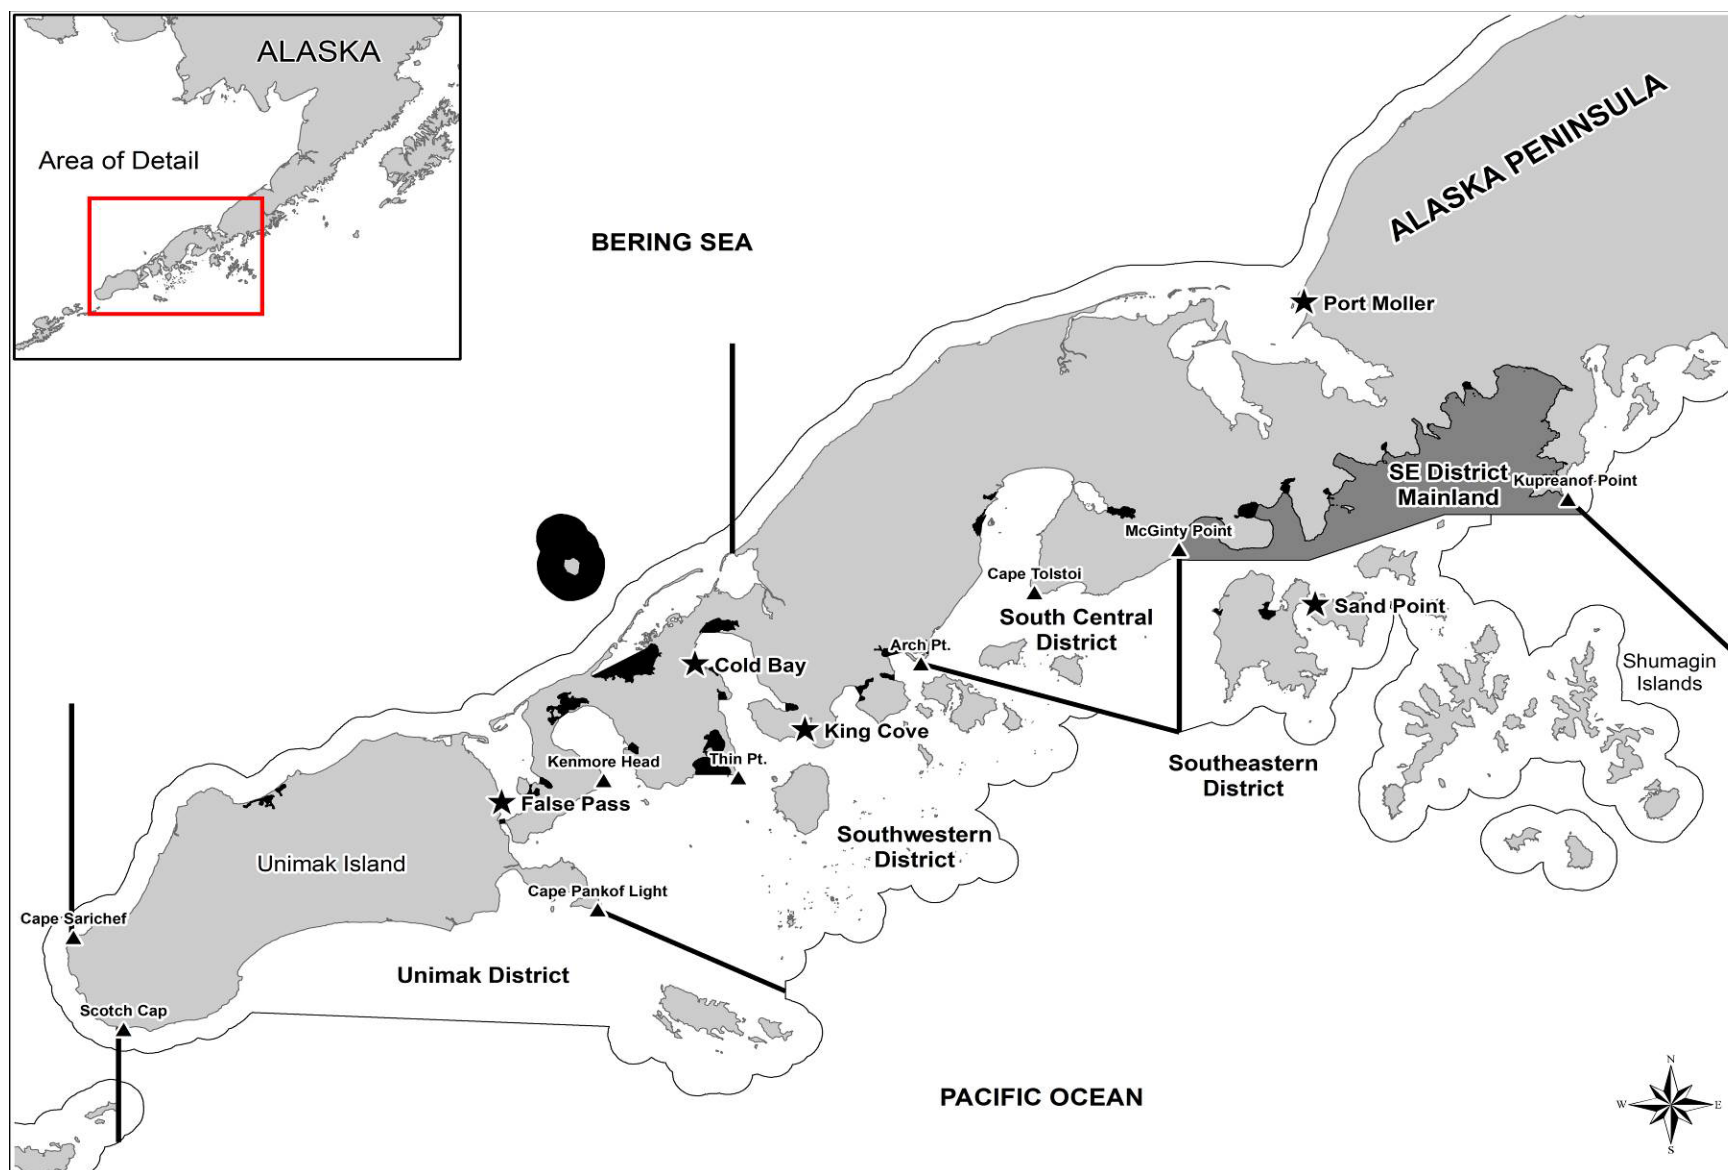 ALASKA
Area of Detail
ALASKA PENINSULA
BERING SEA
Port Moller
SE District
Mainland
Kupreanof Point
McGinty Point
Cape Tolstoi
Sand Point
South Central
District
Arch Pt.
Shumagin
Islands
Cold Bay
King Cove
Kenmore Head
Thin Pt.
Southeastern
District
False Pass
Southwestern
District
Unimak Island
Cape Pankof Light
Cape Sarichef
Unimak District
Scotch Cap
PACIFIC OCEAN
N
W
E
S